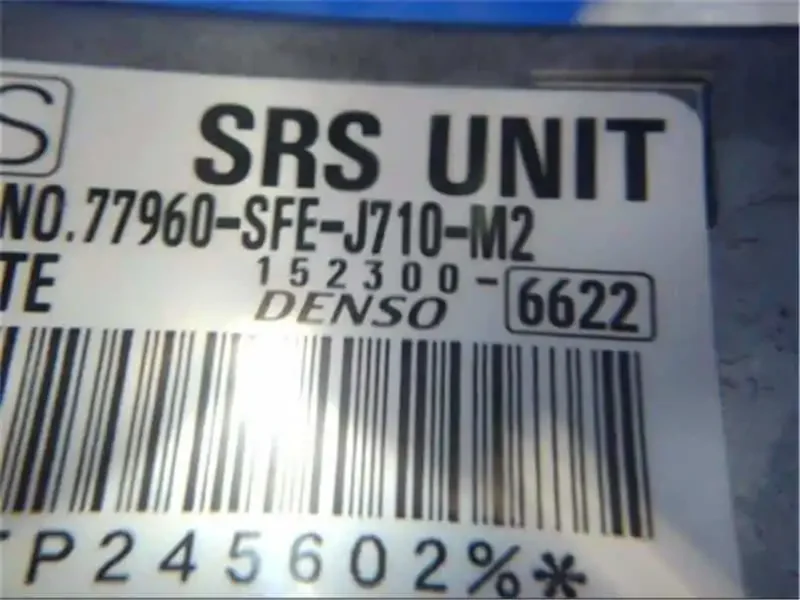 S
SRS UNIT
NO.77960-SFE-J710-M2
TE
152300-6622
DENSO
P245602%*